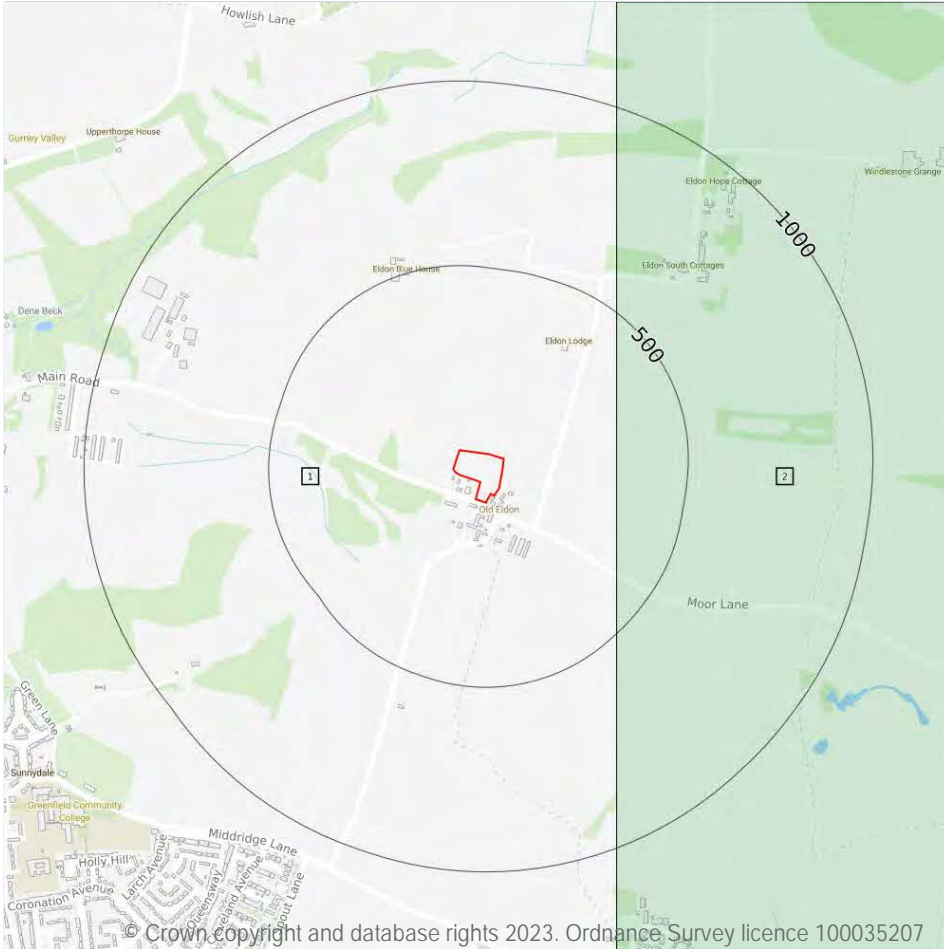 Howlish Lane
Gurney Valley
Upperthorpe House
Windlestone Grange
Eldon Hope Cottage
1000
Eldon Blue House
Eldon South Cottages
Dene Beck
500
Eldon Lodge
Main Road
1
2
Old Eldon
Moor Lane
Green Lane
Sunnydale
Greenfield Community
College
Middridge Lane
Holly Hill
Larch Avenue
Coronation Avenue
Queensway
© Crown copyright and database rights 2023. Ordnance Survey licence 100035207